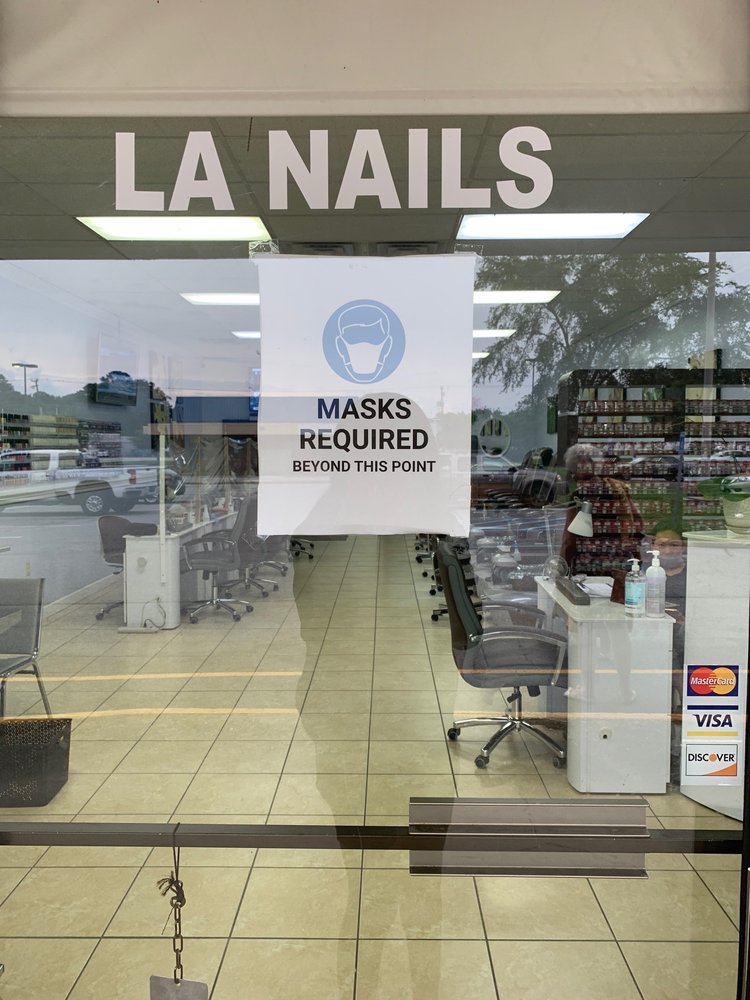 LA NAILS
MASKS
REQUIRED
BEYOND THIS POINT
MasterCard
VISA
DISCOVER